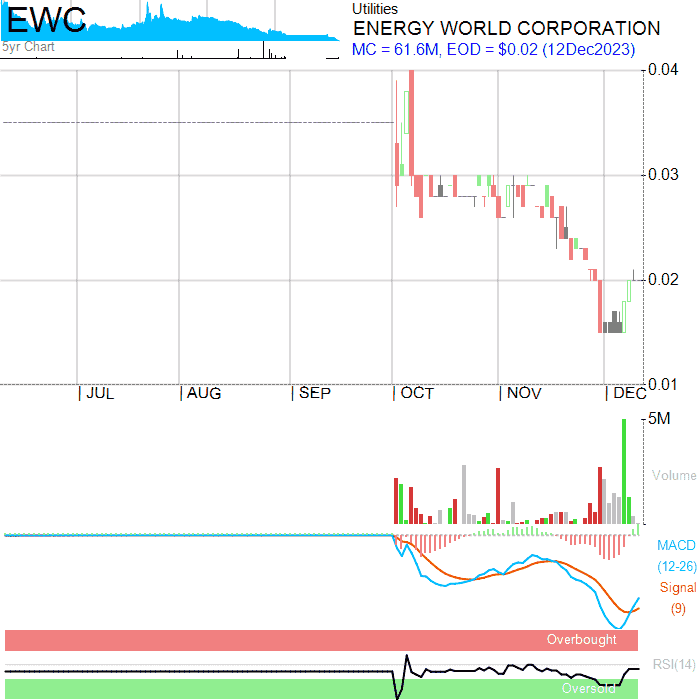 EWC
5yr Chart
Utilities
ENERGY WORLD CORPORATION
MC = 61.6M, EOD = $0.02 (12Dec2023)
0.04
0.03
0.02
0.01
JUL AUG SEP OCT NOV DEC
5M
Volume
MACD
(12-26)
Signal
(9)
Overbought
RSI(14)
Oversold